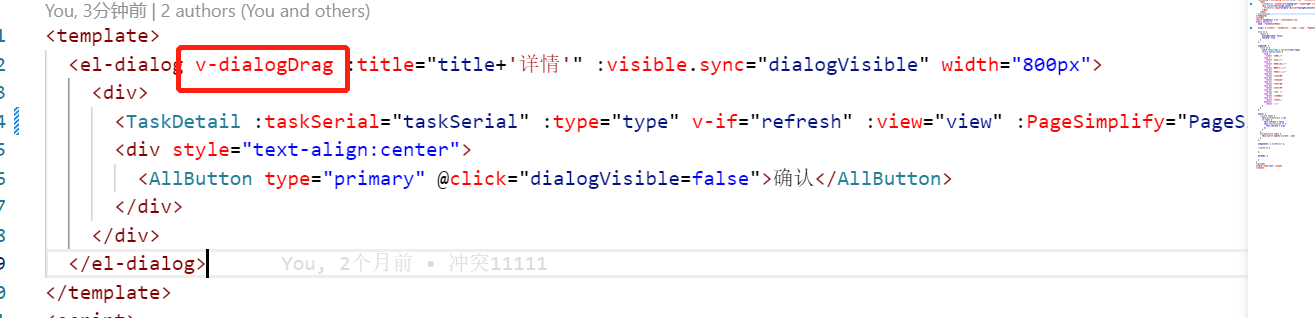 You, 3分钟前 | 2 authors (You and others)
1 <template>
2 <el-dialog v-dialogDrag :title="title+'详情'" :visible.sync="dialogVisible" width="800px">
3 <div>
4 <TaskDetail :taskSerial="taskSerial" :type="type" v-if="refresh" :view="view" :PageSimplify="PageS
5 <div style="text-align:center">
6 <AllButton type="primary" @click="dialogVisible=false">确认</AllButton>
7 </div>
8 </div>
9 </el-dialog> You, 2个月前 • 冲突11111
0 </template>
<script>